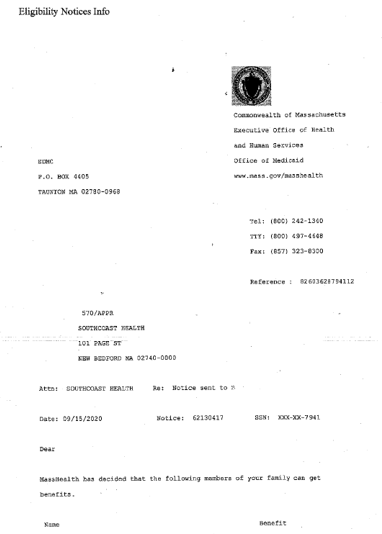 Eligibility Notices Info
Commonwealth of Massachusetts
Executive Office of Health
and Human Services
EDMC
Office of Medicaid
P.O. BOX 4405
www.mass.gov/masshealth
TAUNTON MA 02780-0968
Tel: (800) 242-1340
TTY: (800) 497-4648
Fax: (857) 323-8300
Reference : 82603628794112
570/APPR
SOUTHCOAST HEALTH
101 PAGE ST
NEW BEDFORD MA 02740-0000
Attn: SOUTHCOAST HEALTH Re: Notice sent to R
Date: 09/15/2020 Notice: 62130417 SSN: XXX-XX-7941
Dear
MassHealth has decided that the following members of your family can get
benefits.
Name Benefit